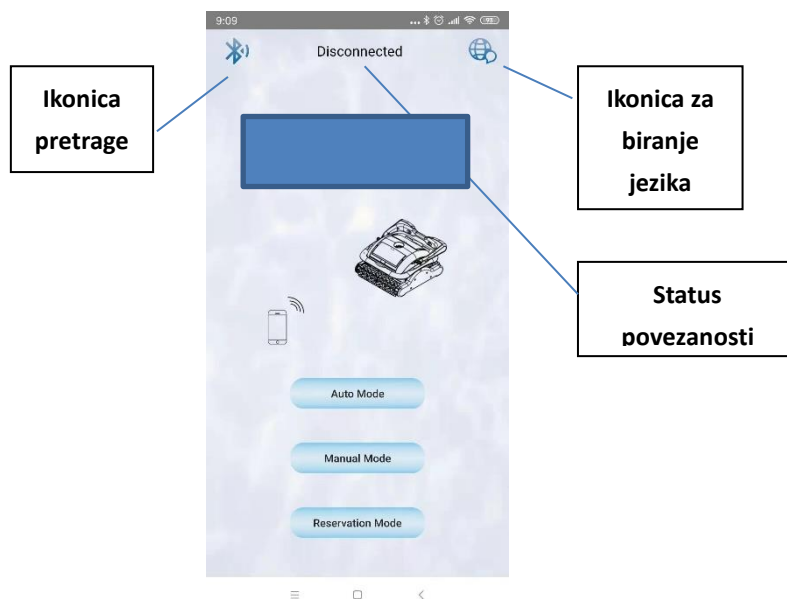 9:09
Disconnected
Ikonica
pretrage
Ikonica za
biranje
jezika
Status
povezanosti
Auto Mode
Manual Mode
Reservation Mode